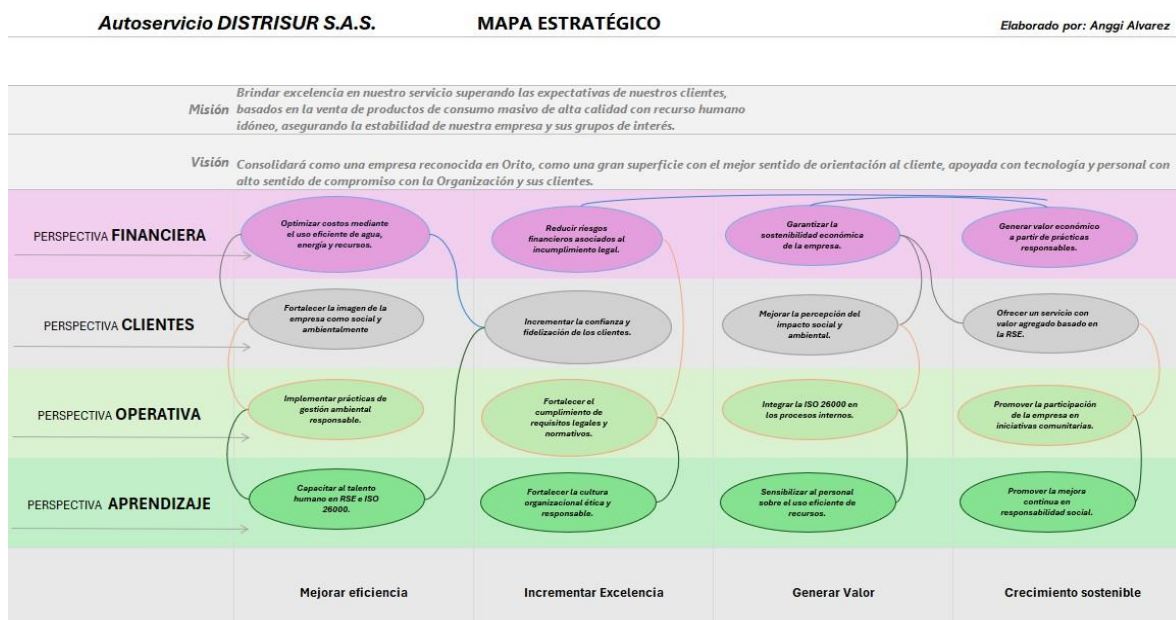 Autoservicio DISTRISUR S.A.S. MAPA ESTRATÉGICO Elaborado por: Anggi Alvarez
Misión
Brindar excelencia en nuestro servicio superando las expectativas de nuestros clientes,
basados en la venta de productos de consumo masivo de alta calidad con recurso humano
idóneo, asegurando la estabilidad de nuestra empresa y sus grupos de interés.
Visión
Consolidará como una empresa reconocida en Orito, como una gran superficie con el mejor sentido de orientación al cliente, apoyada con tecnología y personal con
alto sentido de compromiso con la Organización y sus clientes.
PERSPECTIVA FINANCIERA
Optimizar costos mediante
el uso eficiente de agua,
energía y recursos.
Reducir riesgos
financieros asociados al
incumplimiento legal.
Garantizar la
sostenibilidad económica
de la empresa.
Generar valor económico
a partir de prácticas
responsables.
PERSPECTIVA CLIENTES
Fortalecer la imagen de la
empresa como social y
ambientalmente
Incrementar la confianza y
fidelización de los clientes.
Mejorar la percepción del
impacto social y
ambiental.
Ofrecer un servicio con
valor agregado basado en
la RSE.
PERSPECTIVA OPERATIVA
Implementar prácticas de
gestión ambiental
responsable.
Fortalecer el
cumplimiento de
requisitos legales y
normativos.
Integrar la ISO 26000 en
los procesos internos.
Promover la participación
de la empresa en
iniciativas comunitarias.
PERSPECTIVA APRENDIZAJE
Capacitar al talento
humano en RSE e ISO
26000.
Fortalecer la cultura
organizacional ética y
responsable.
Sensibilizar al personal
sobre el uso eficiente de
recursos.
Promover la mejora
continua en
responsabilidad social.
Mejorar eficiencia
Incrementar Excelencia
Generar Valor
Crecimiento sostenible